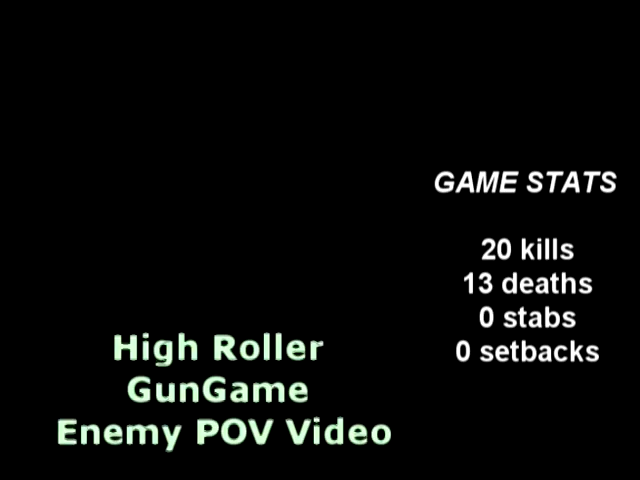 GAME STATS
20 kills
13 deaths
0 stabs
0 setbacks
High Roller
GunGame
Enemy POV Video